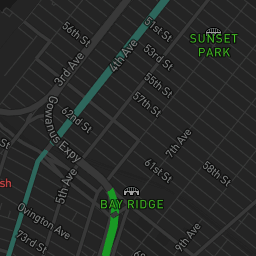 51st St
56th St
4th Ave
SUNSET
PARK
53rd St
3rd Ave
55th St
57th St
62nd St
Gowanus Expy
7th Ave
61st St
58th St
5th Ave
sh
BAY RIDGE
Ovington Ave
73rd St
9th Ave